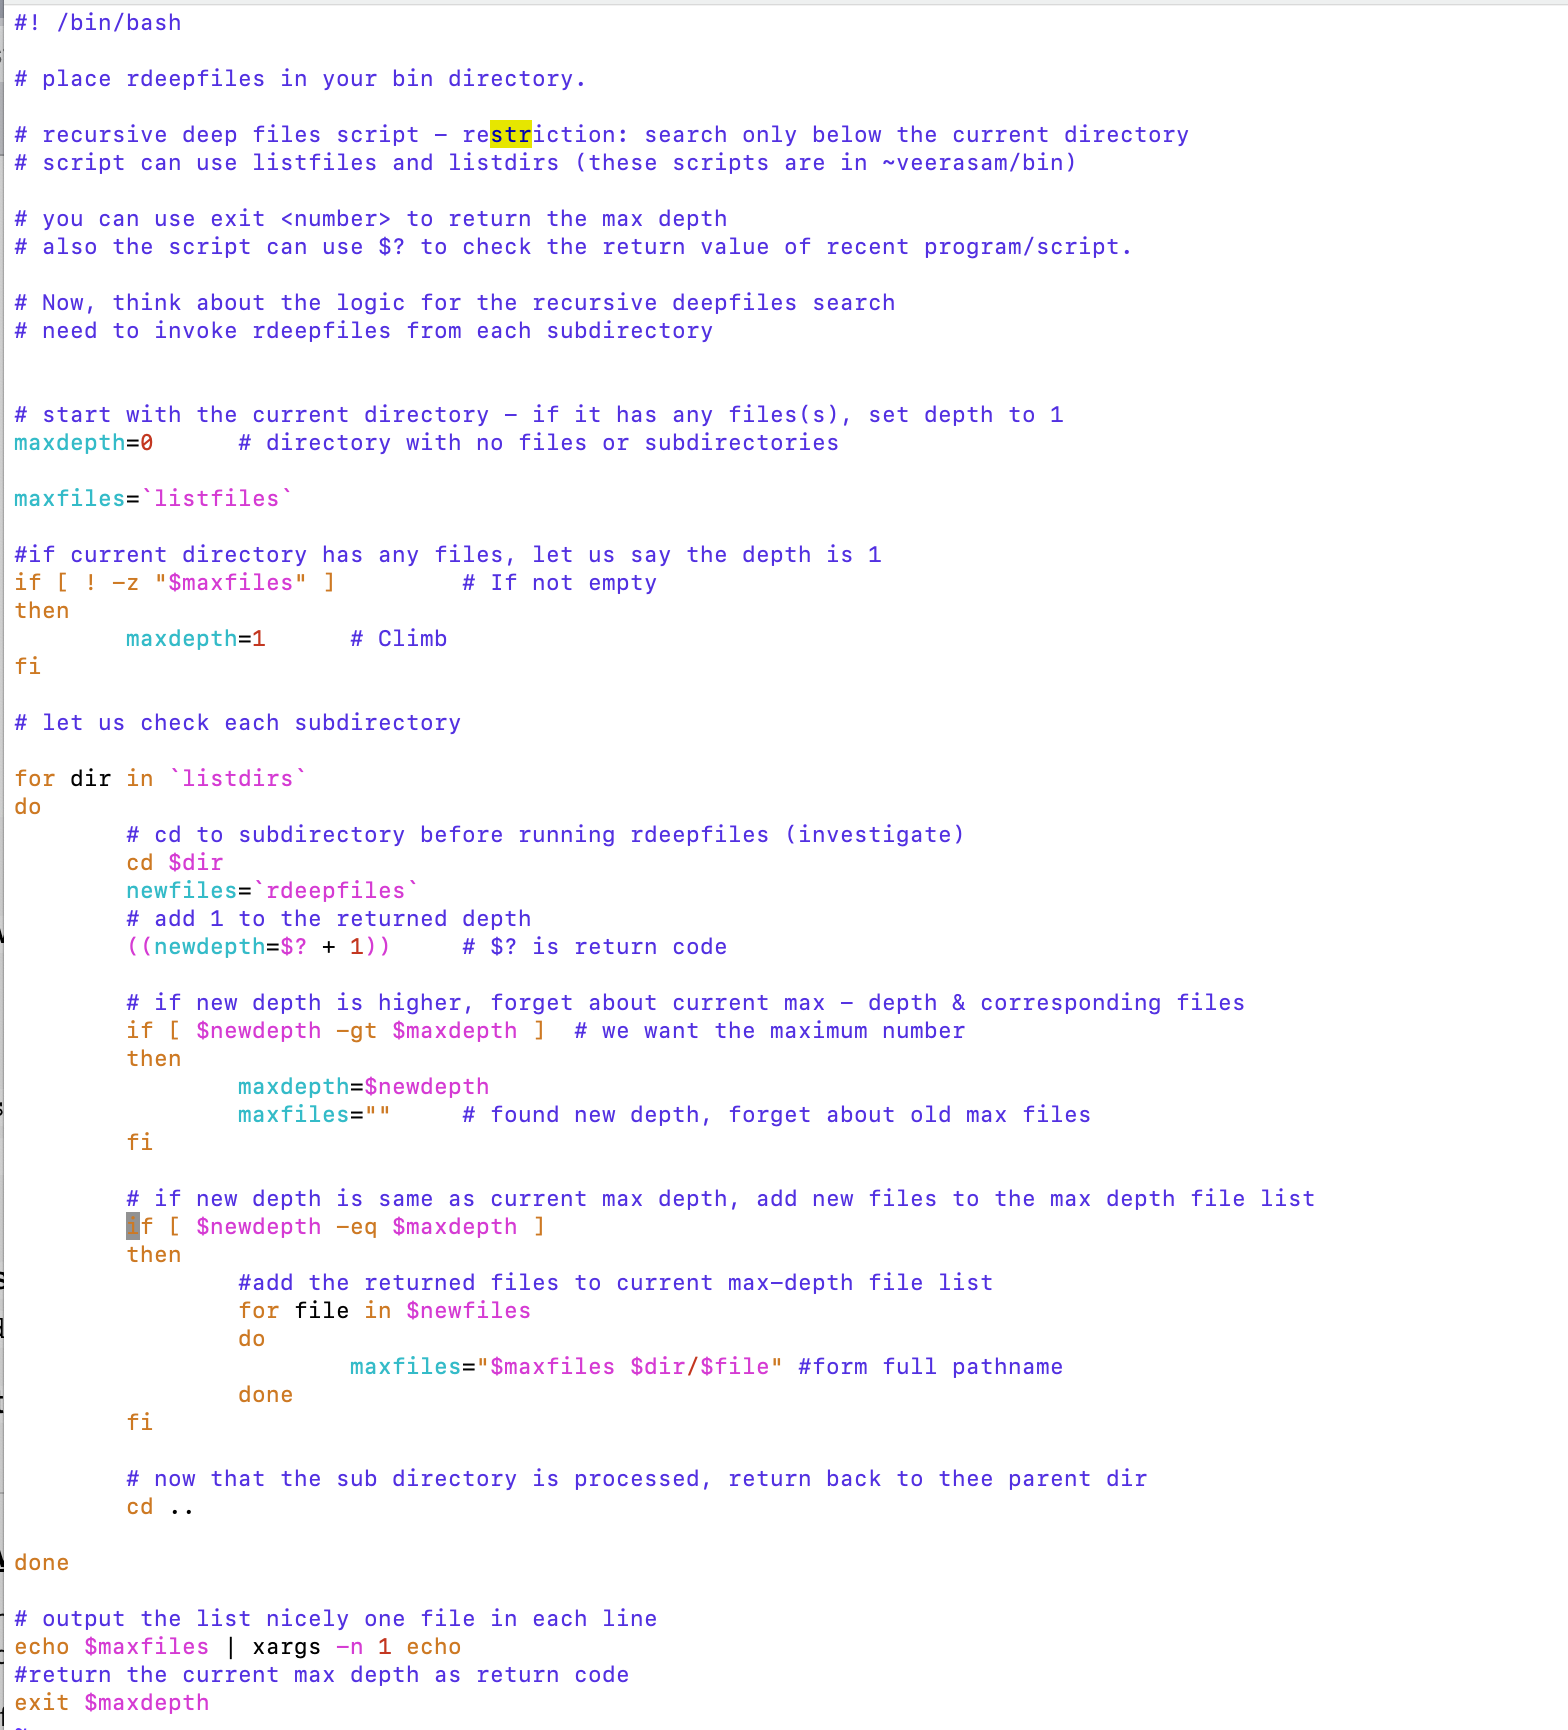 #! /bin/bash
# place rdeepfiles in your bin directory.
# recursive deep files script – restriction: search only below the current directory
# script can use listfiles and listdirs (these scripts are in ~veerasam/bin)
# you can use exit <number> to return the max depth
# also the script can use $? to check the return value of recent program/script.
# Now, think about the logic for the recursive deepfiles search
# need to invoke rdeepfiles from each subdirectory
# start with the current directory – if it has any files(s), set depth to 1
maxdepth=0      # directory with no files or subdirectories
maxfiles=`listfiles`
#if current directory has any files, let us say the depth is 1
if [ ! -z "$maxfiles" ]         # If not empty
then
        maxdepth=1      # Climb
fi
# let us check each subdirectory
for dir in `listdirs`
do
        # cd to subdirectory before running rdeepfiles (investigate)
        cd $dir
        newfiles=`rdeepfiles`
        # add 1 to the returned depth
        ((newdepth=$? + 1))     # $? is return code
        # if new depth is higher, forget about current max – depth & corresponding files
        if [ $newdepth -gt $maxdepth ]  # we want the maximum number
        then
                maxdepth=$newdepth
                maxfiles=""     # found new depth, forget about old max files
        fi
        # if new depth is same as current max depth, add new files to the max depth file list
        if [ $newdepth -eq $maxdepth ]
        then
                #add the returned files to current max-depth file list
                for file in $newfiles
                do
                        maxfiles="$maxfiles $dir/$file" #form full pathname
                done
        fi
        # now that the sub directory is processed, return back to thee parent dir
        cd ..
done
# output the list nicely one file in each line
echo $maxfiles | xargs -n 1 echo
#return the current max depth as return code
exit $maxdepth